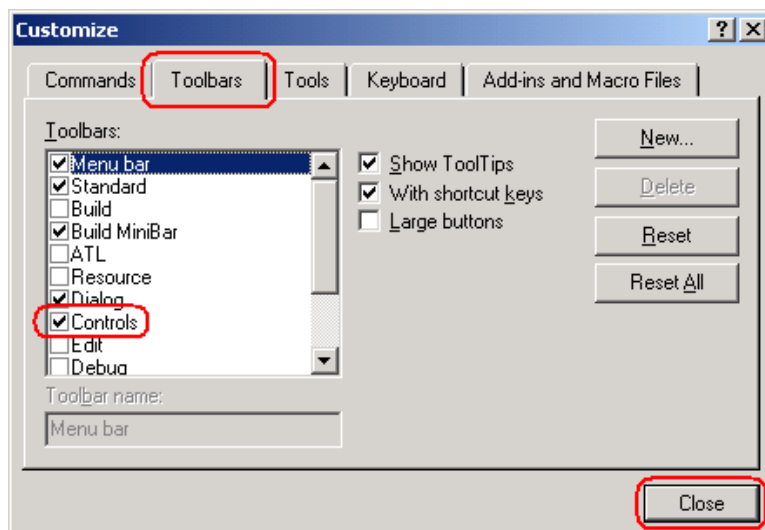 Customize
Commands Toolbars Tools Keyboard Add-ins and Macro Files
Toolbars:
Menu bar
Standard
Build
Build MiniBar
ATL
Resource
Dialog
Controls
Edit
Debug
Toolbar name:
Menu bar
Show ToolTips
With shortcut keys
Large buttons
New...
Delete
Reset
Reset All
Close